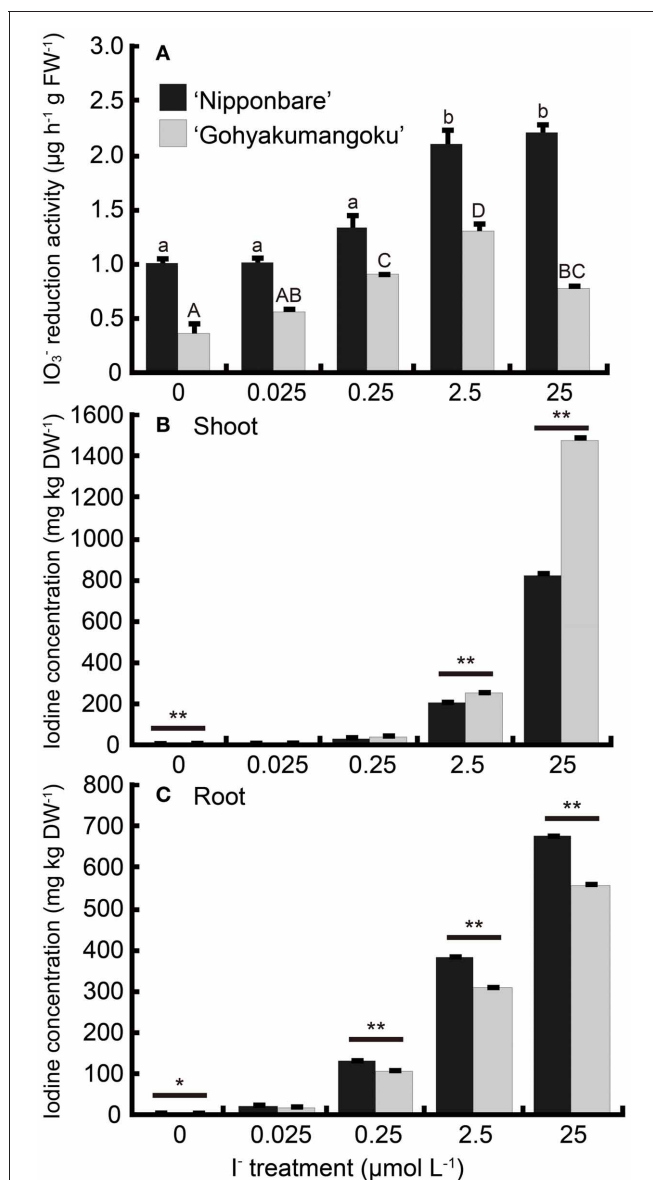 A
IO₃⁻ reduction activity (µg h⁻¹ g FW⁻¹)
3.0
2.5
2.0
1.5
1.0
0.5
0
'Nipponbare'
'Gohyakumangoku'
a
A
a
AB
a
C
b
D
b
BC
0 0.025 0.25 2.5 25
B Shoot
Iodine concentration (mg kg DW⁻¹)
1600
1400
1200
1000
800
600
400
200
0
**
**
**
0 0.025 0.25 2.5 25
C Root
Iodine concentration (mg kg DW⁻¹)
800
700
600
500
400
300
200
100
0
*
**
**
**
0 0.025 0.25 2.5 25
I⁻ treatment (µmol L⁻¹)